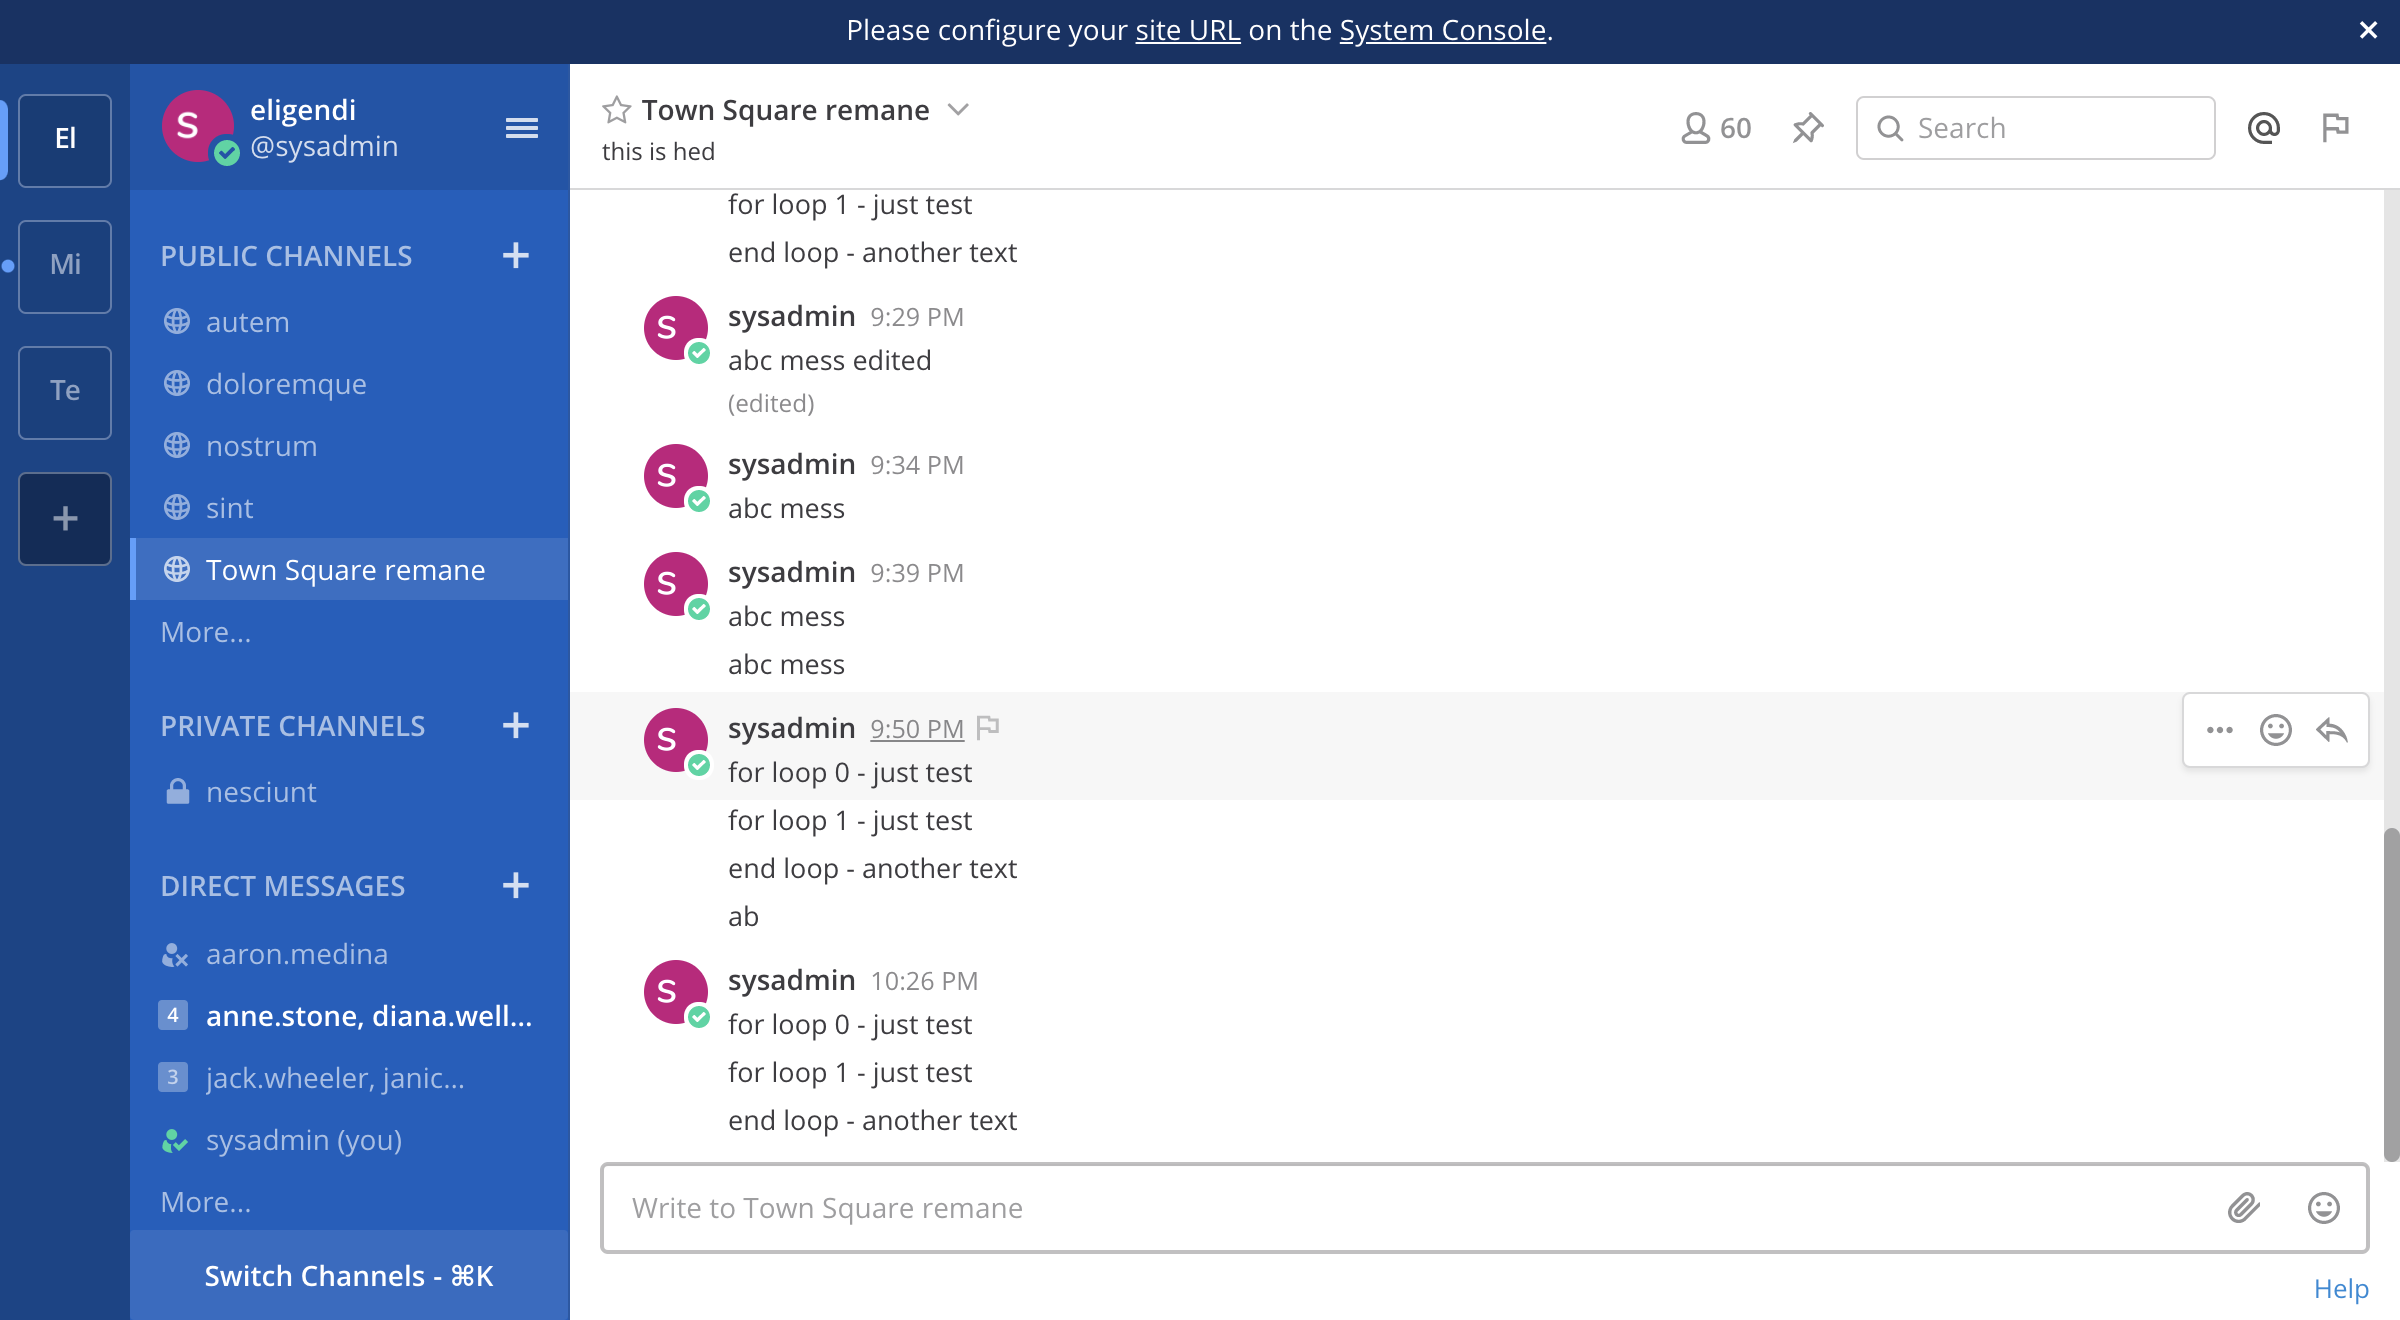 Please configure your site URL on the System Console.
El
Mi
Te
S
eligendi
@sysadmin
PUBLIC CHANNELS
autem
doloremque
nostrum
sint
Town Square remane
More...
PRIVATE CHANNELS
nesciunt
DIRECT MESSAGES
aaron.medina
4 anne.stone, diana.well...
3 jack.wheeler, janic...
sysadmin (you)
More...
Switch Channels - ⌘K
Town Square remane
this is hed
60
Search
for loop 1 - just test
end loop - another text
S
sysadmin 9:29 PM
abc mess edited
(edited)
S
sysadmin 9:34 PM
abc mess
S
sysadmin 9:39 PM
abc mess
abc mess
S
sysadmin 9:50 PM
for loop 0 - just test
for loop 1 - just test
end loop - another text
ab
S
sysadmin 10:26 PM
for loop 0 - just test
for loop 1 - just test
end loop - another text
Write to Town Square remane
Help